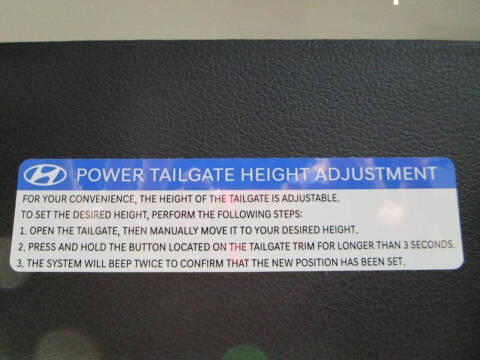 POWER TAILGATE HEIGHT ADJUSTMENT
FOR YOUR CONVENIENCE, THE HEIGHT OF THE TAILGATE IS ADJUSTABLE.
TO SET THE DESIRED HEIGHT, PERFORM THE FOLLOWING STEPS:
1. OPEN THE TAILGATE, THEN MANUALLY MOVE IT TO YOUR DESIRED HEIGHT.
2. PRESS AND HOLD THE BUTTON LOCATED ON THE TAILGATE TRIM FOR LONGER THAN 3 SECONDS.
3. THE SYSTEM WILL BEEP TWICE TO CONFIRM THAT THE NEW POSITION HAS BEEN SET.